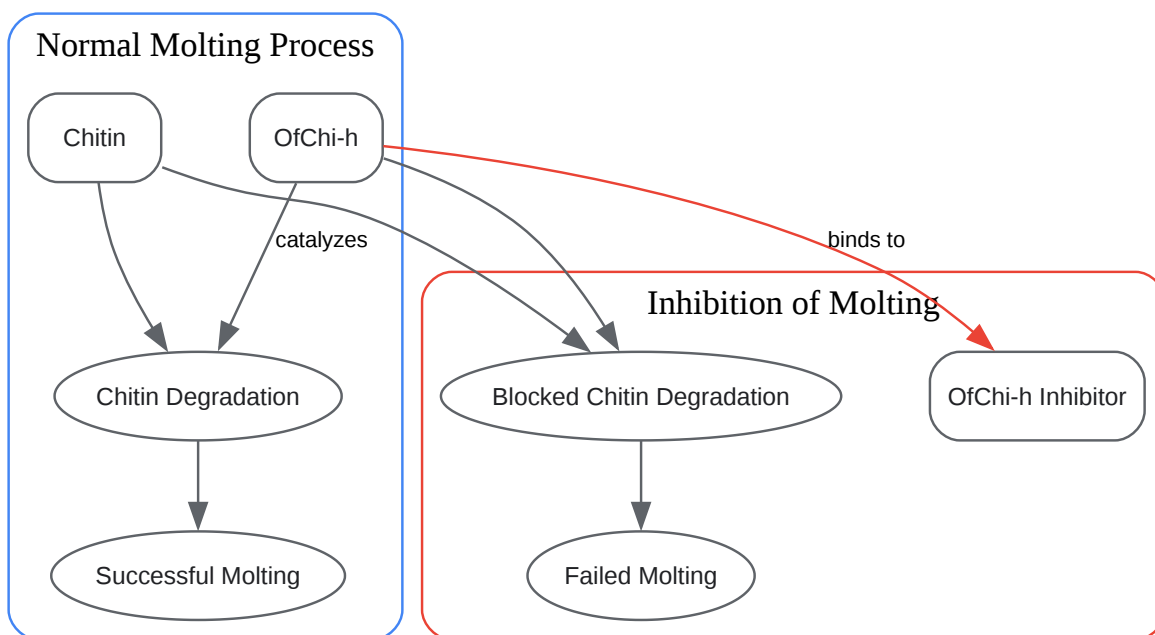 Normal Molting Process
Chitin
OfChi-h
catalyzes
binds to
Inhibition of Molting
Chitin Degradation
Blocked Chitin Degradation
OfChi-h Inhibitor
Successful Molting
Failed Molting